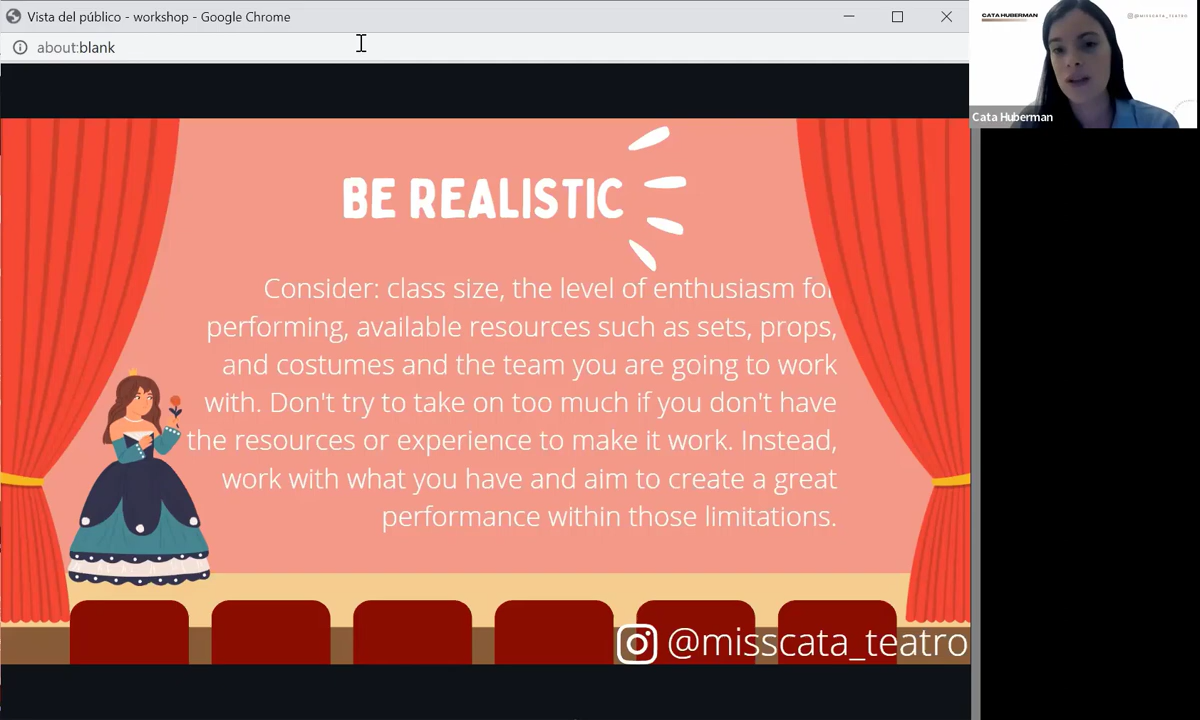 Vista del público - workshop - Google Chrome
about:blank
CATA HUBERMAN
@MISSCATA_TEATRO
Cata Huberman
BE REALISTIC
Consider: class size, the level of enthusiasm for
performing, available resources such as sets, props,
and costumes and the team you are going to work
with. Don't try to take on too much if you don't have
the resources or experience to make it work. Instead,
work with what you have and aim to create a great
performance within those limitations.
@misscata_teatro